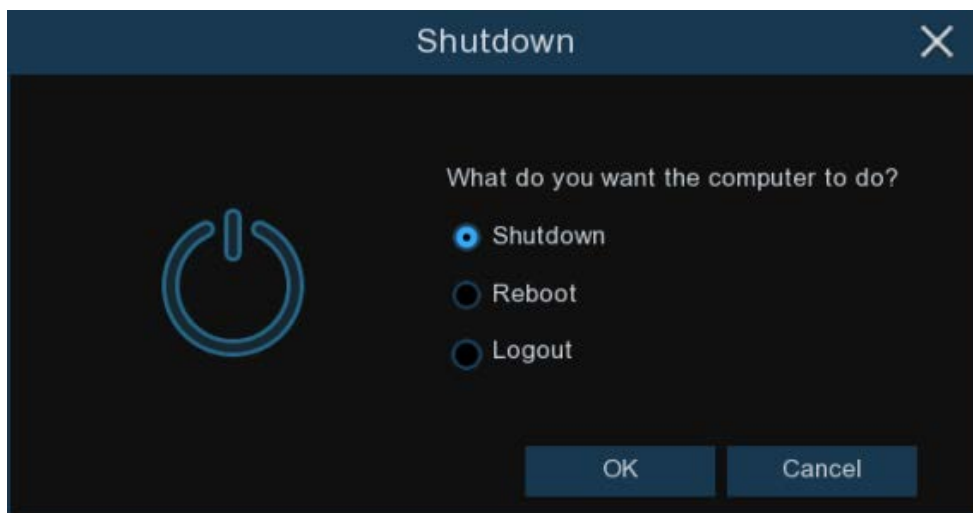 Shutdown
What do you want the computer to do?
Shutdown
Reboot
Logout
OK
Cancel